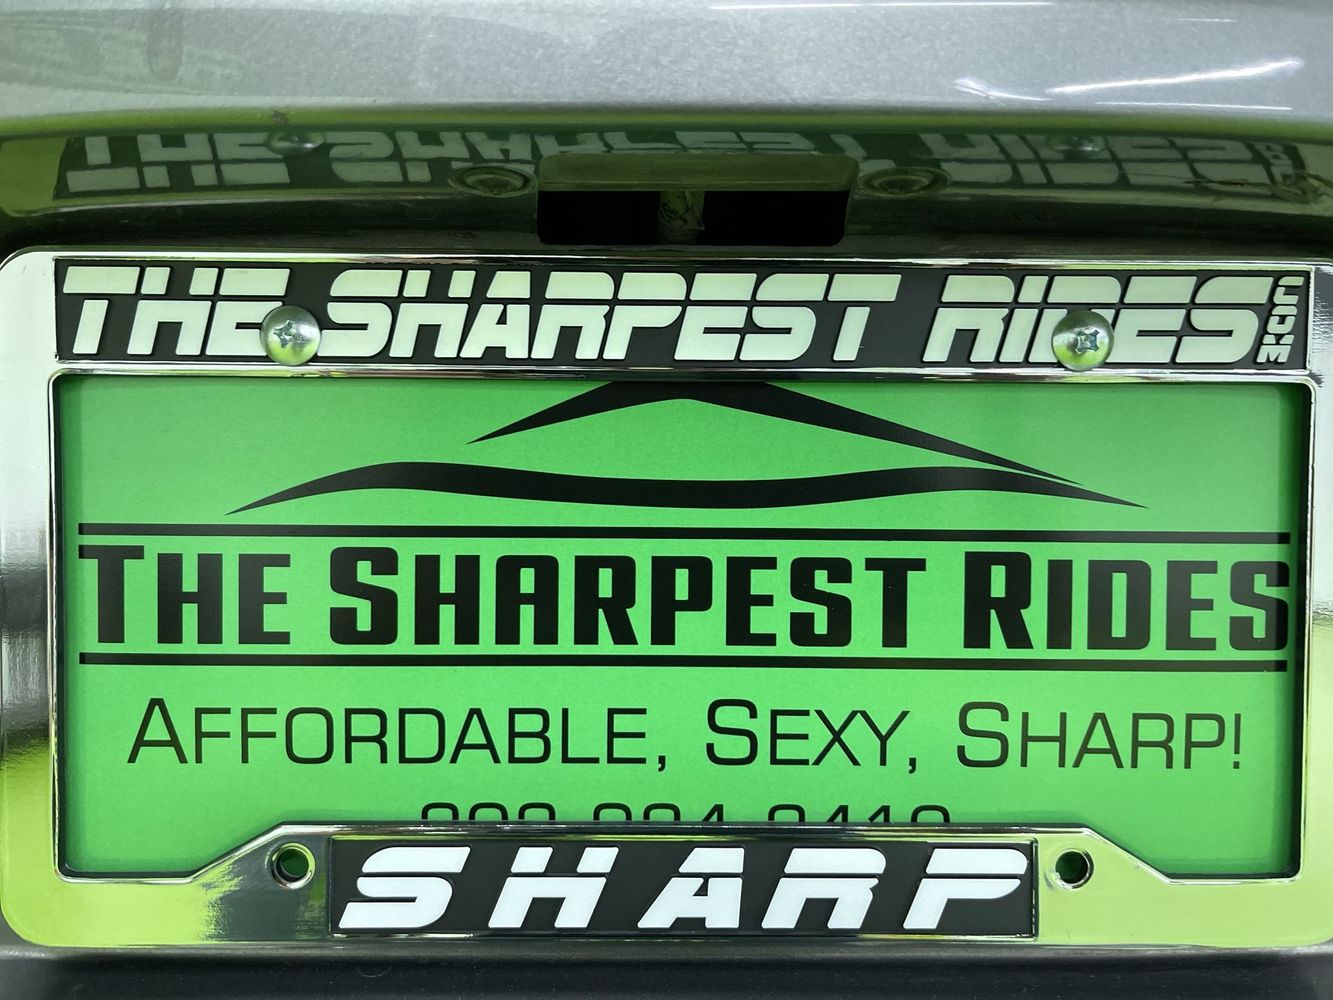 THE SHARPEST RIDES.COM
THE SHARPEST RIDES
AFFORDABLE, SEXY, SHARP!
SHARP